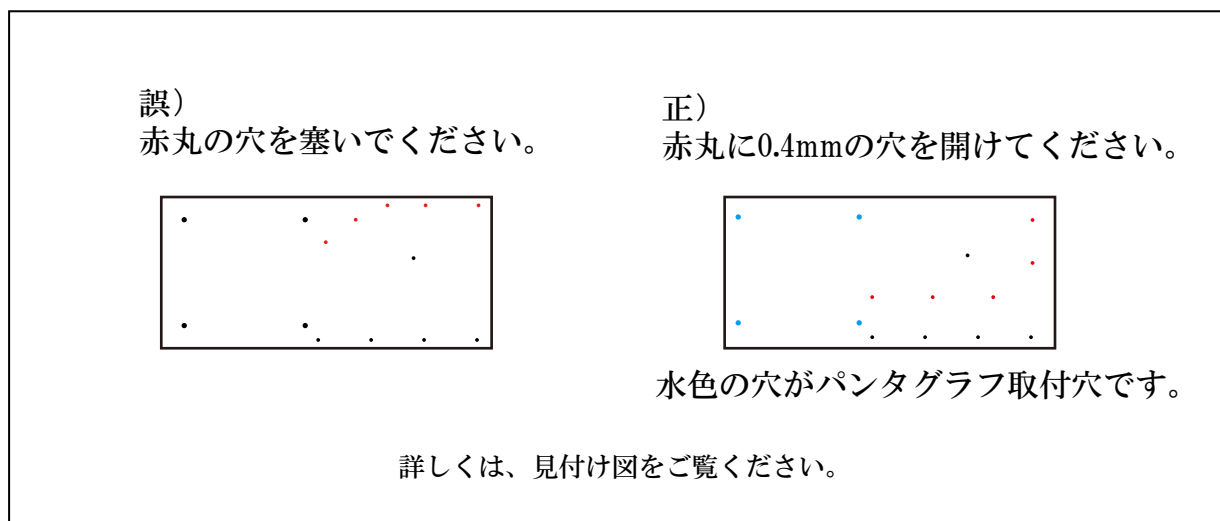 誤）
赤丸の穴を塞いでください。
正）
赤丸に0.4mmの穴を開けてください。
水色の穴がパンタグラフ取付穴です。
詳しくは、見付け図をご覧ください。